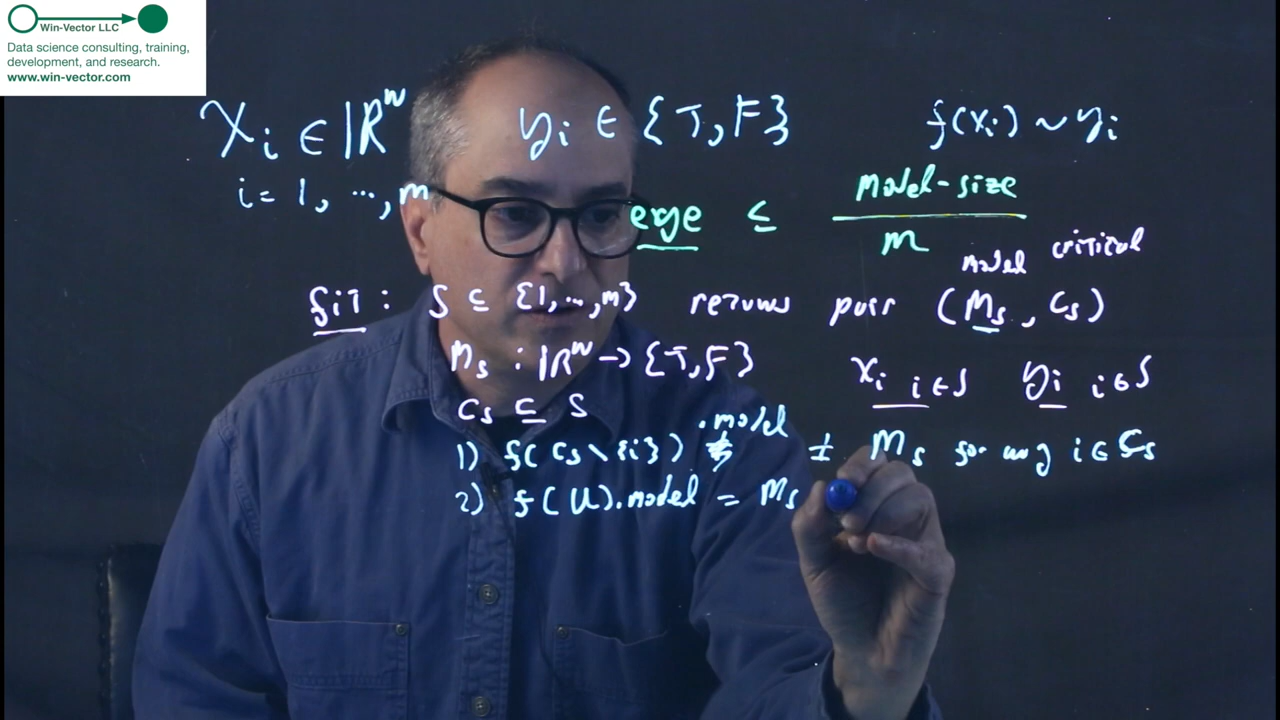 Win-Vector LLC
Data science consulting, training,
development, and research.
www.win-vector.com
Xi ∈ ℝⁿ yi ∈ {T, F} f(xi) ~ yi
i = 1, ..., m
erge ≤ model-size / m
model critical
fit: S ⊆ {1, .., m} returns pair (Ms, Cs)
Ms : ℝⁿ → {T, F} xi i∈S yi i∈S
Cs ⊆ S
1) f(Cs \ {i}) .model ≠ Ms for any i ∈ Cs
2) f(U).model = Ms